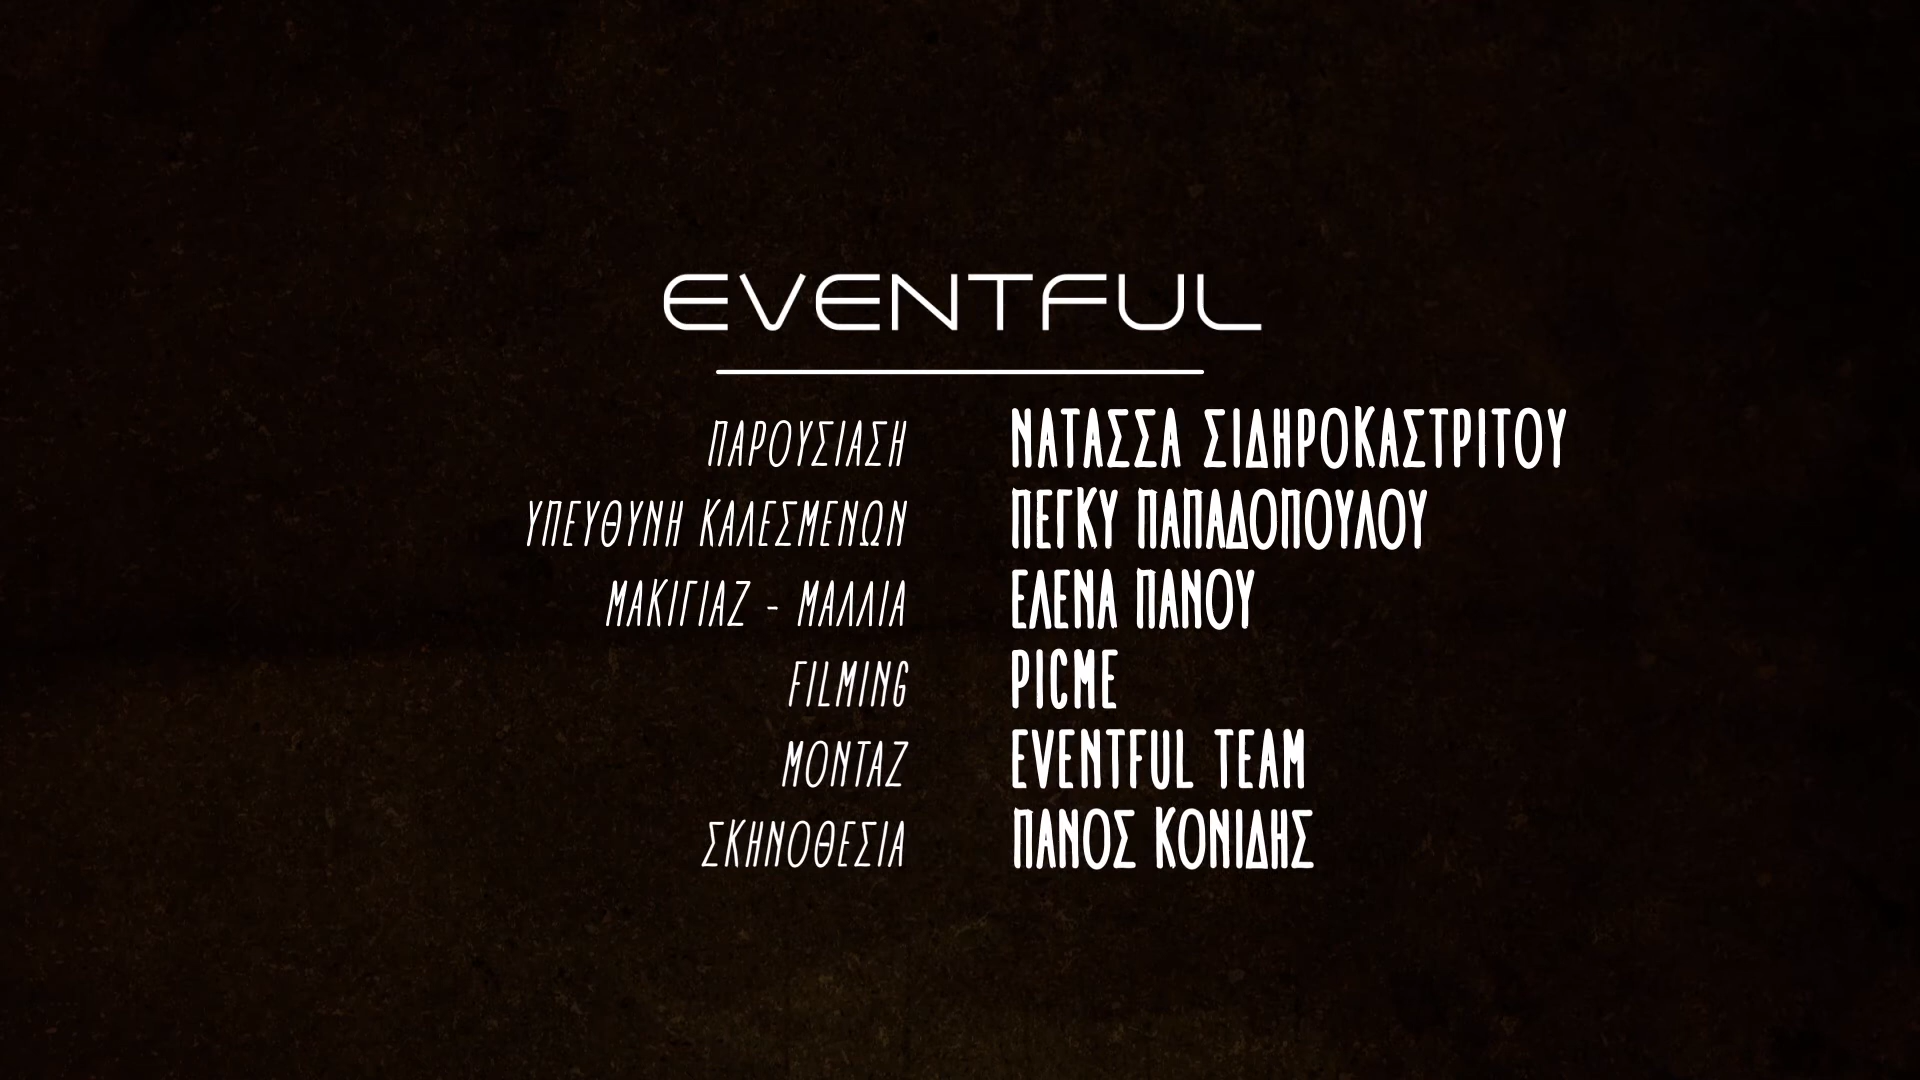 EVENTFUL
ΠΑΡΟΥΣΙΑΣΗ ΝΑΤΑΣΣΑ ΣΙΔΗΡΟΚΑΣΤΡΙΤΟΥ
ΥΠΕΥΘΥΝΗ ΚΑΛΕΣΜΕΝΩΝ ΠΕΓΚΥ ΠΑΠΑΔΟΠΟΥΛΟΥ
ΜΑΚΙΓΙΑΖ - ΜΑΛΛΙΑ ΕΛΕΝΑ ΠΑΝΟΥ
FILMING PICME
ΜΟΝΤΑΖ EVENTFUL TEAM
ΣΚΗΝΟΘΕΣΙΑ ΠΑΝΟΣ ΚΟΝΙΔΗΣ